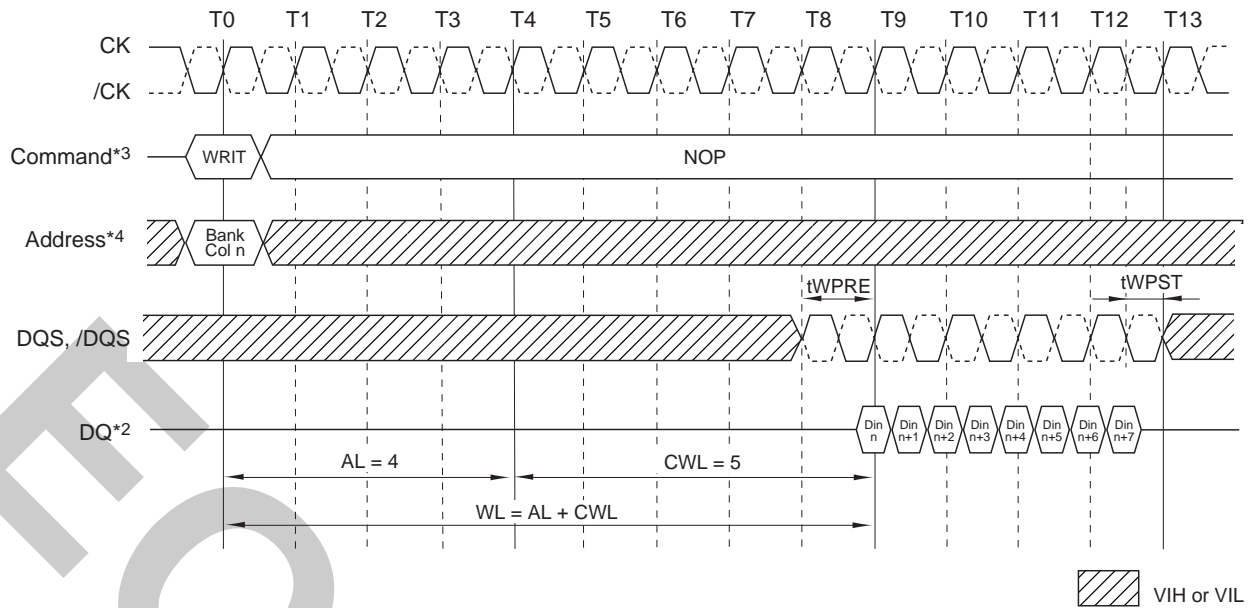 T0 T1 T2 T3 T4 T5 T6 T7 T8 T9 T10 T11 T12 T13
CK
/CK
Command*3 WRIT NOP
Address*4 Bank Col n
tWPRE tWPST
DQS, /DQS
DQ*2 Din n Din n+1 Din n+2 Din n+3 Din n+4 Din n+5 Din n+6 Din n+7
AL = 4 CWL = 5
WL = AL + CWL
VIH or VIL